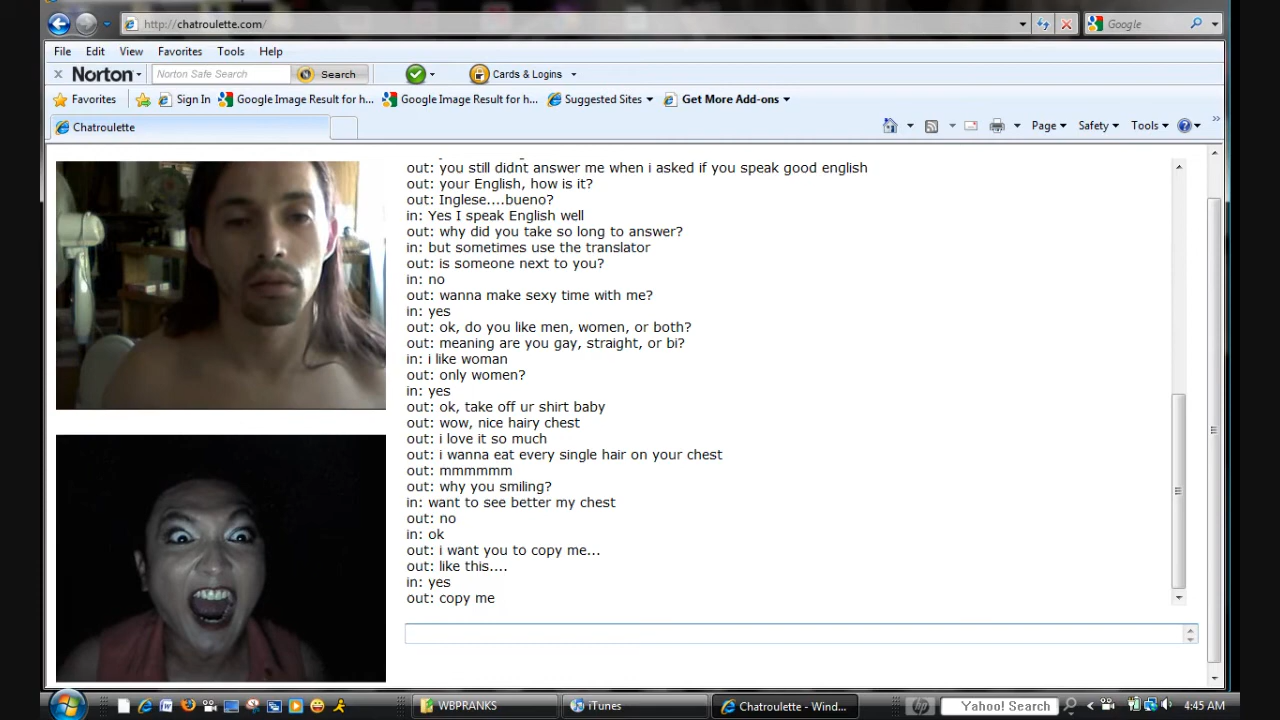 http://chatroulette.com/
Google
File Edit View Favorites Tools Help
x Norton Norton Safe Search Search Cards & Logins
Favorites Sign In Google Image Result for h... Google Image Result for h... Suggested Sites Get More Add-ons
Chatroulette Page Safety Tools
out: you still didnt answer me when i asked if you speak good english
out: your English, how is it?
out: Inglese....bueno?
in: Yes I speak English well
out: why did you take so long to answer?
in: but sometimes use the translator
out: is someone next to you?
in: no
out: wanna make sexy time with me?
in: yes
out: ok, do you like men, women, or both?
out: meaning are you gay, straight, or bi?
in: i like woman
out: only women?
in: yes
out: ok, take off ur shirt baby
out: wow, nice hairy chest
out: i love it so much
out: i wanna eat every single hair on your chest
out: mmmmmm
out: why you smiling?
in: want to see better my chest
out: no
in: ok
out: i want you to copy me...
out: like this....
in: yes
out: copy me
WBPRANKS iTunes Chatroulette - Wind... hp Yahoo! Search 4:45 AM